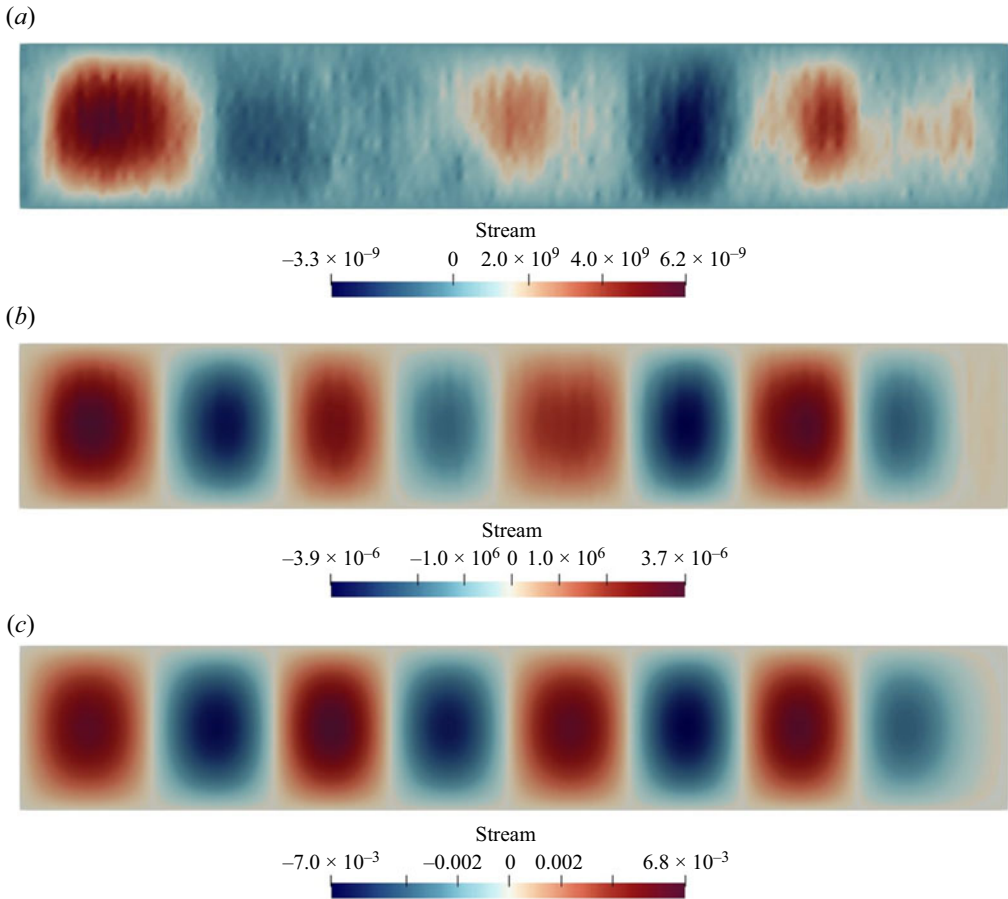 (a)
Stream
–3.3 × 10⁻⁹ 0 2.0 × 10⁹ 4.0 × 10⁹ 6.2 × 10⁻⁹
(b)
Stream
–3.9 × 10⁻⁶ –1.0 × 10⁶ 0 1.0 × 10⁶ 3.7 × 10⁻⁶
(c)
Stream
–7.0 × 10⁻³ –0.002 0 0.002 6.8 × 10⁻³